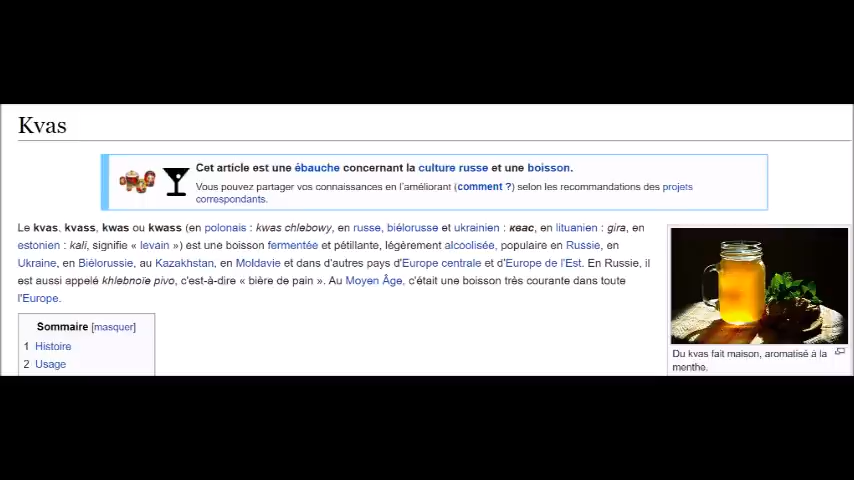 Kvas
Cet article est une ébauche concernant la culture russe et une boisson.
Vous pouvez partager vos connaissances en l'améliorant (comment ?) selon les recommandations des projets
correspondants.
Le kvas, kvass, kwas ou kwass (en polonais : kwas chlebowy, en russe, biélorusse et ukrainien : квас, en lituanien : gira, en
estonien : kali, signifie « levain ») est une boisson fermentée et pétillante, légèrement alcoolisée, populaire en Russie, en
Ukraine, en Biélorussie, au Kazakhstan, en Moldavie et dans d'autres pays d'Europe centrale et d'Europe de l'Est. En Russie, il
est aussi appelé khlebnoïe pivo, c'est-à-dire « bière de pain ». Au Moyen Âge, c'était une boisson très courante dans toute
l'Europe.
Du kvas fait maison, aromatisé à la
menthe.
Sommaire [masquer]
1 Histoire
2 Usage